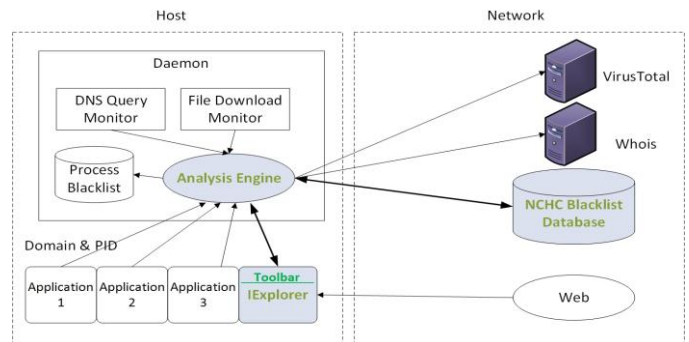 Host
Network
Daemon
DNS Query
Monitor
File Download
Monitor
VirusTotal
Process
Blacklist
Analysis Engine
Whois
NCHC Blacklist
Database
Domain & PID
Application
1
Application
2
Application
3
Toolbar
IExplorer
Web